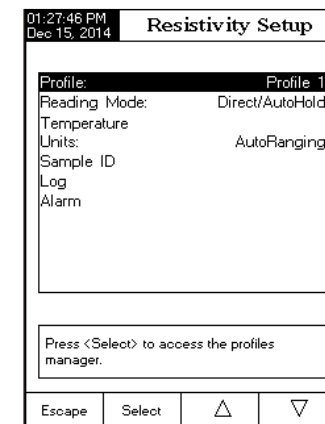 01:27:46 PM
Dec 15, 2014
Resistivity Setup
Profile: Profile 1
Reading Mode: Direct/AutoHold
Temperature
Units: AutoRanging
Sample ID
Log
Alarm
Press <Select> to access the profiles
manager.
Escape Select △ ▽